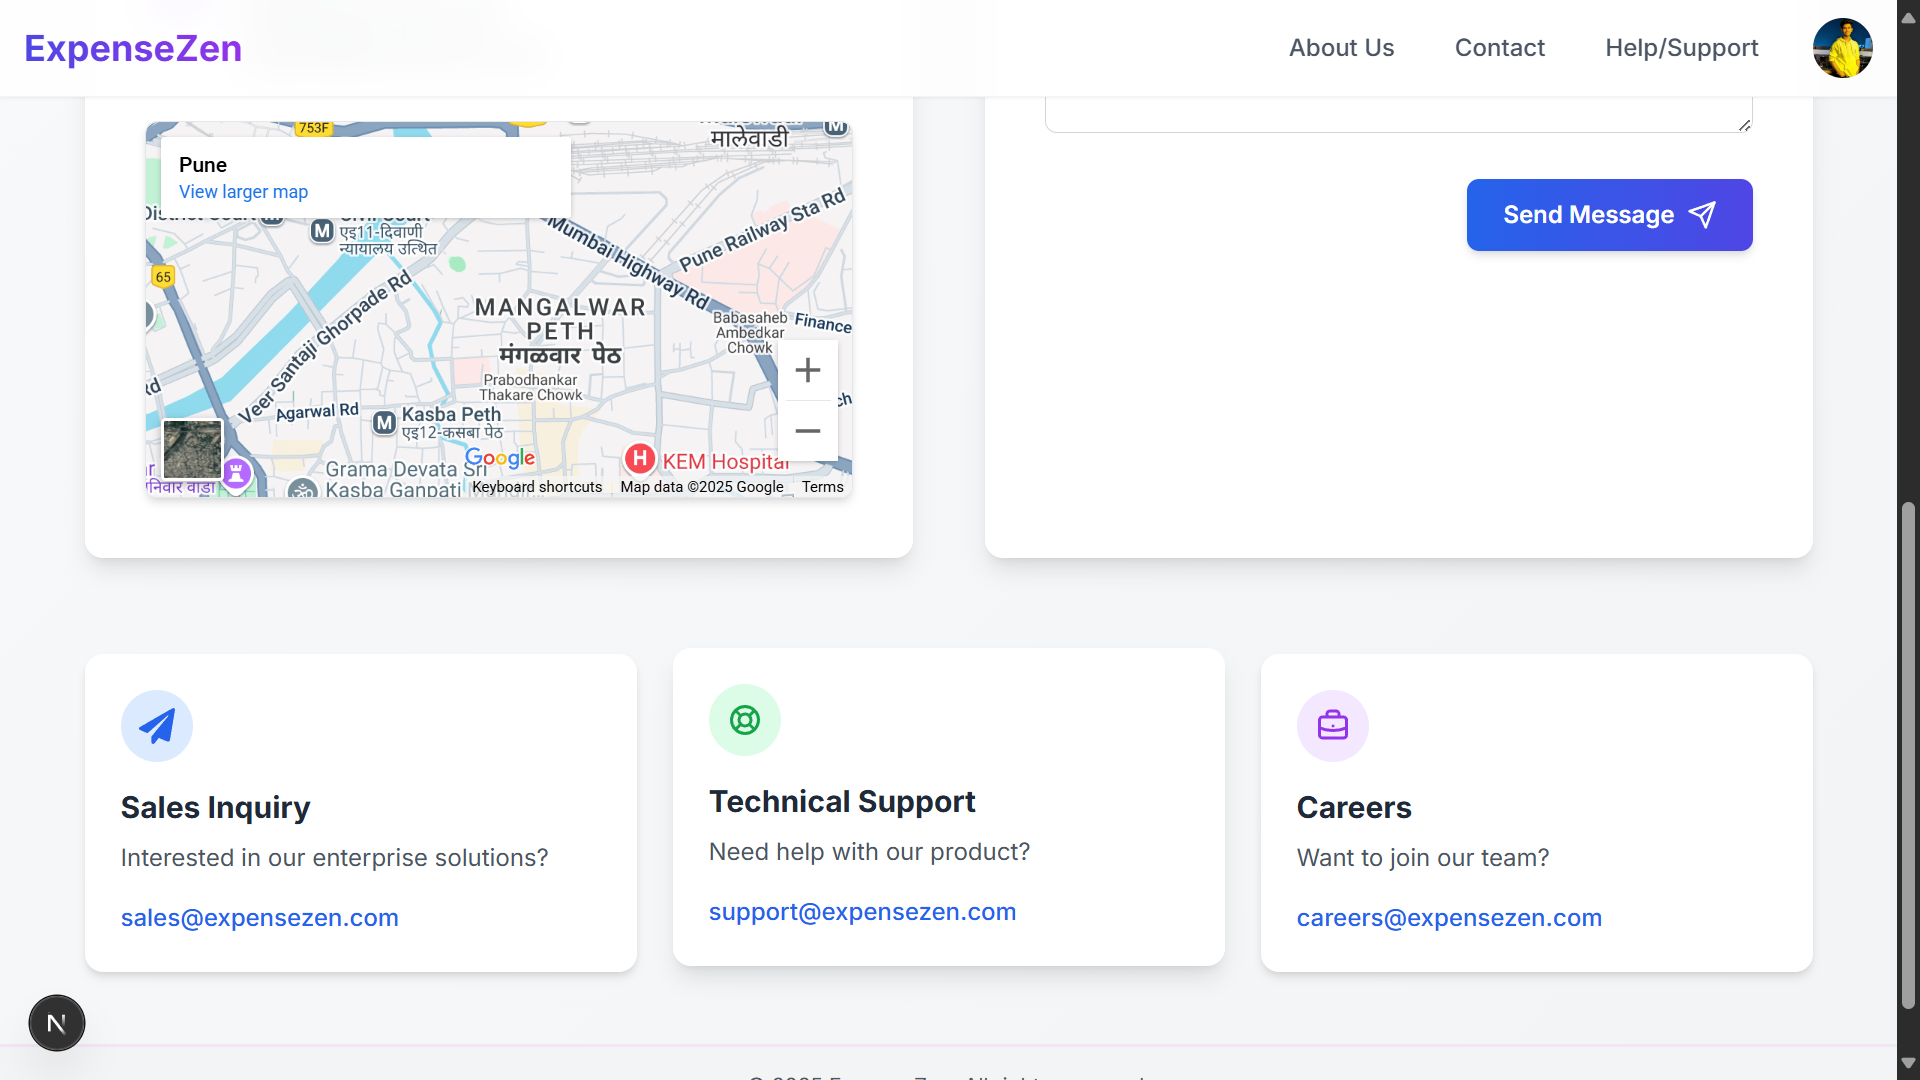 ExpenseZen
About Us
Contact
Help/Support
753F
मालेवाडी
M
Pune
View larger map
M
एइ11-दिवाणी
न्यायालय उत्थित
65
Mumbai Highway Rd
Pune Railway Sta Rd
Veer Santaji Ghorpade Rd
MANGALWAR
PETH
मंगळवार पेठ
Babasaheb
Ambedkar
Chowk
Finance
Prabodhankar
Thakare Chowk
Agarwal Rd
M
Kasba Peth
एइ12-कसबा पेठ
Google
H
KEM Hospital
Grama Devata Sri
Kasba Ganpati
Keyboard shortcuts
Map data ©2025 Google
Terms
Send Message
Sales Inquiry
Interested in our enterprise solutions?
sales@expensezen.com
Technical Support
Need help with our product?
support@expensezen.com
Careers
Want to join our team?
careers@expensezen.com
N